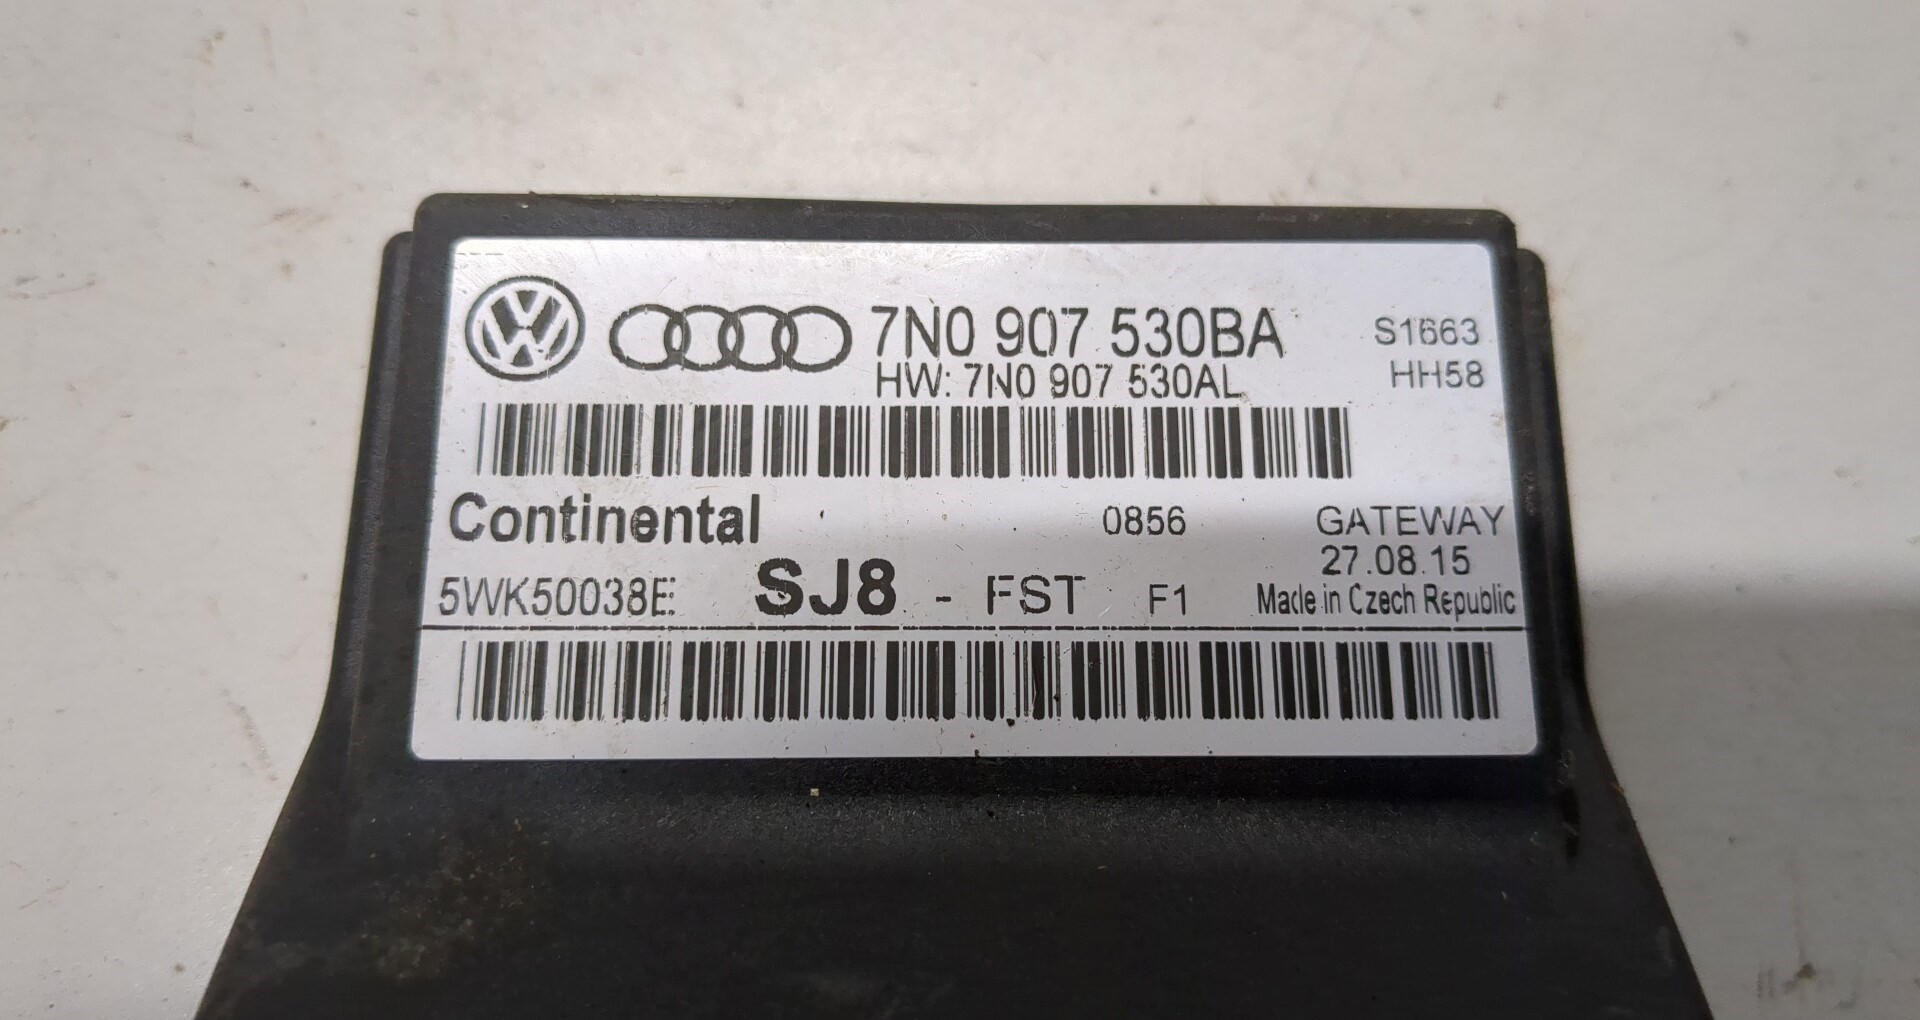 7N0 907 530BA
S1663
HW: 7N0 907 530AL
HH58
Continental
0856
GATEWAY
27.08.15
5WK50038E
SJ8 - FST F1
Made in Czech Republic